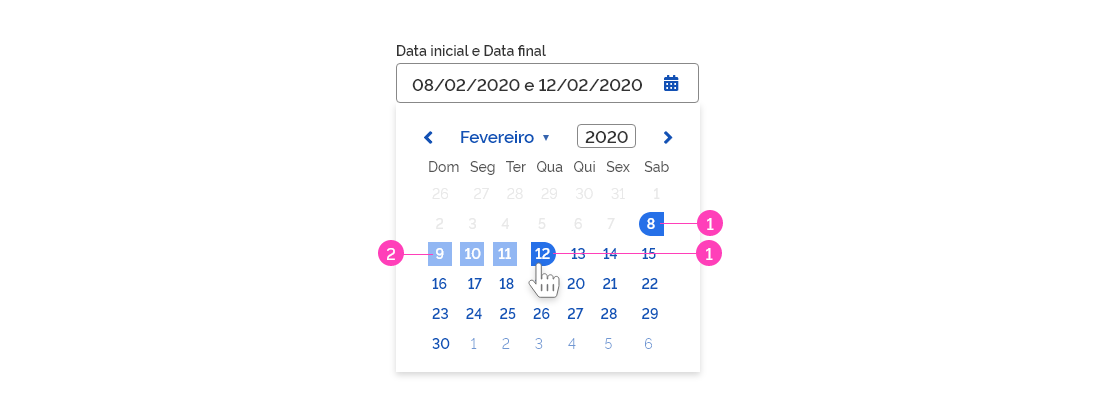 Data inicial e Data final
08/02/2020 e 12/02/2020
Fevereiro 2020
Dom Seg Ter Qua Qui Sex Sab
26 27 28 29 30 31 1
2 3 4 5 6 7 8 1
2 9 10 11 12 13 14 15 1
16 17 18 20 21 22
23 24 25 26 27 28 29
30 1 2 3 4 5 6